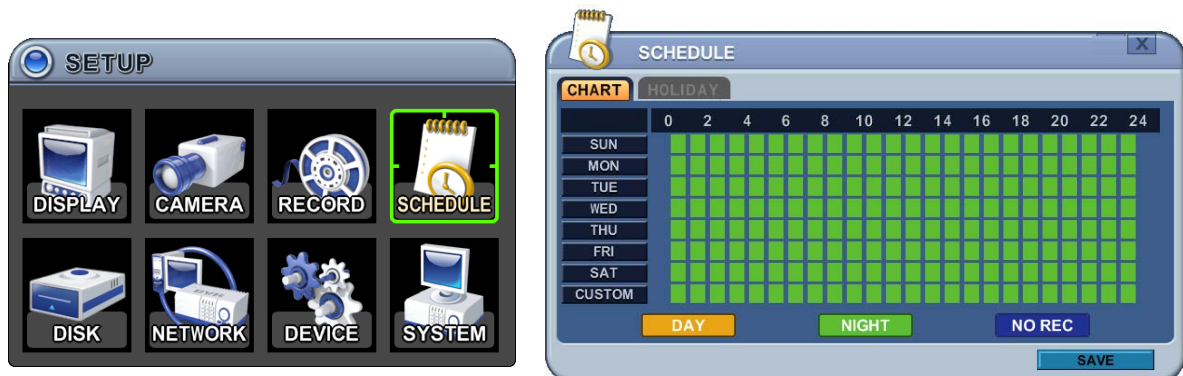 SETUP
DISPLAY CAMERA RECORD SCHEDULE
DISK NETWORK DEVICE SYSTEM
SCHEDULE X
CHART HOLIDAY
0 2 4 6 8 10 12 14 16 18 20 22 24
SUN
MON
TUE
WED
THU
FRI
SAT
CUSTOM
DAY NIGHT NO REC
SAVE